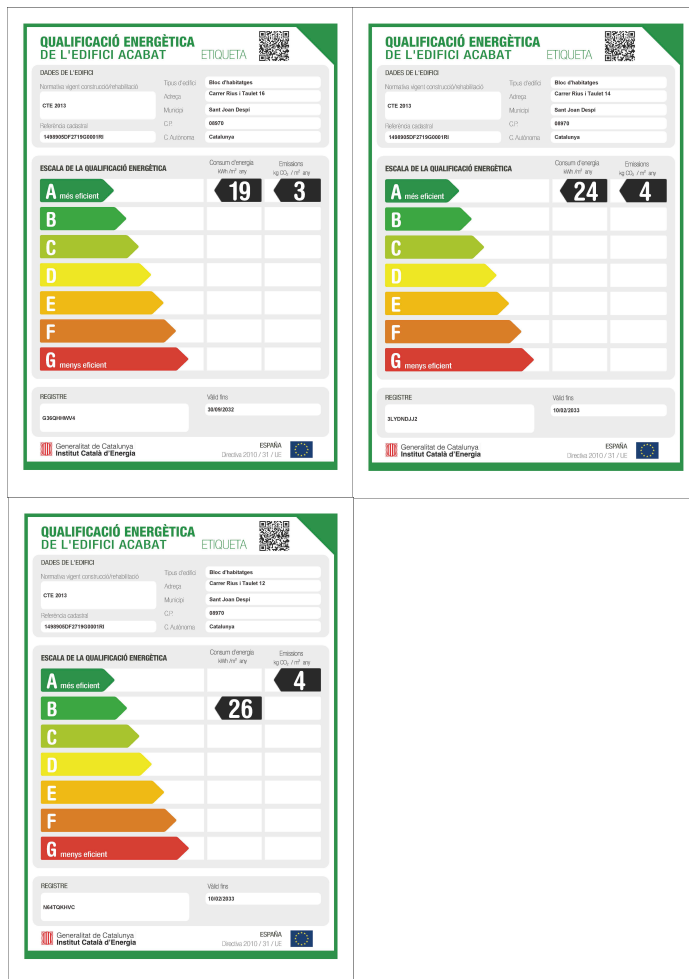 QUALIFICACIÓ ENERGÈTICA
DE L'EDIFICI ACABAT ETIQUETA
DADES DE L'EDIFICI
Normativa vigent construcció/rehabilitació
CTE 2013
Referència cadastral
1498905DF2719G0001RI
Tipus d'edifici Bloc d'habitatges
Adreça Carrer Rius i Taulet 16
Municipi Sant Joan Despí
C.P. 08970
C. Autònoma Catalunya
ESCALA DE LA QUALIFICACIÓ ENERGÈTICA
Consum d'energia
kWh /m² any
Emissions
kg CO₂ / m² any
A més eficient 19 3
B
C
D
E
F
G menys eficient
REGISTRE
G36QHHWV4
Vàlid fins
30/09/2032
Generalitat de Catalunya
Institut Català d'Energia
ESPAÑA
Directiva 2010 / 31 / UE
QUALIFICACIÓ ENERGÈTICA
DE L'EDIFICI ACABAT ETIQUETA
DADES DE L'EDIFICI
Normativa vigent construcció/rehabilitació
CTE 2013
Referència cadastral
1498905DF2719G0001RI
Tipus d'edifici Bloc d'habitatges
Adreça Carrer Rius i Taulet 14
Municipi Sant Joan Despí
C.P. 08970
C. Autònoma Catalunya
ESCALA DE LA QUALIFICACIÓ ENERGÈTICA
Consum d'energia
kWh /m² any
Emissions
kg CO₂ / m² any
A més eficient 24 4
B
C
D
E
F
G menys eficient
REGISTRE
3LYDNDJJ2
Vàlid fins
10/02/2033
Generalitat de Catalunya
Institut Català d'Energia
ESPAÑA
Directiva 2010 / 31 / UE
QUALIFICACIÓ ENERGÈTICA
DE L'EDIFICI ACABAT ETIQUETA
DADES DE L'EDIFICI
Normativa vigent construcció/rehabilitació
CTE 2013
Referència cadastral
1498905DF2719G0001RI
Tipus d'edifici Bloc d'habitatges
Adreça Carrer Rius i Taulet 12
Municipi Sant Joan Despí
C.P. 08970
C. Autònoma Catalunya
ESCALA DE LA QUALIFICACIÓ ENERGÈTICA
Consum d'energia
kWh /m² any
Emissions
kg CO₂ / m² any
A més eficient 4
B 26
C
D
E
F
G menys eficient
REGISTRE
N64TQKHVC
Vàlid fins
10/02/2033
Generalitat de Catalunya
Institut Català d'Energia
ESPAÑA
Directiva 2010 / 31 / UE